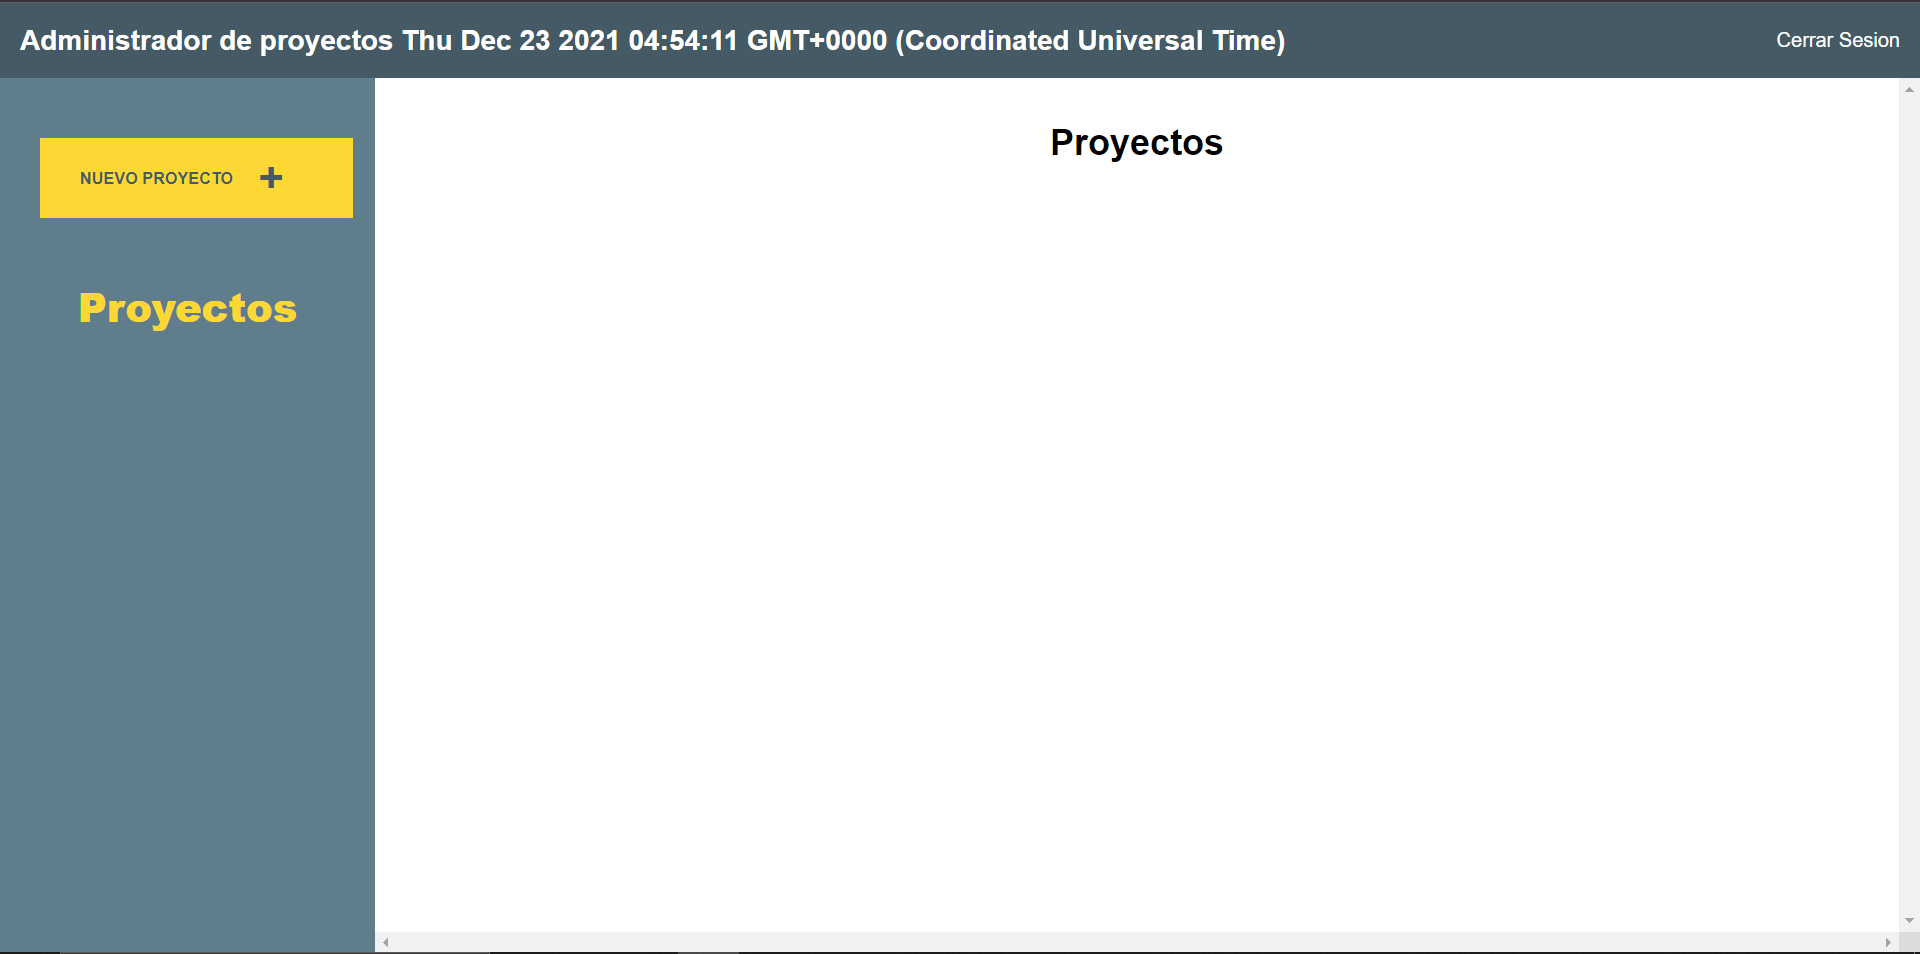 Administrador de proyectos Thu Dec 23 2021 04:54:11 GMT+0000 (Coordinated Universal Time)
Cerrar Sesion
NUEVO PROYECTO +
Proyectos
Proyectos